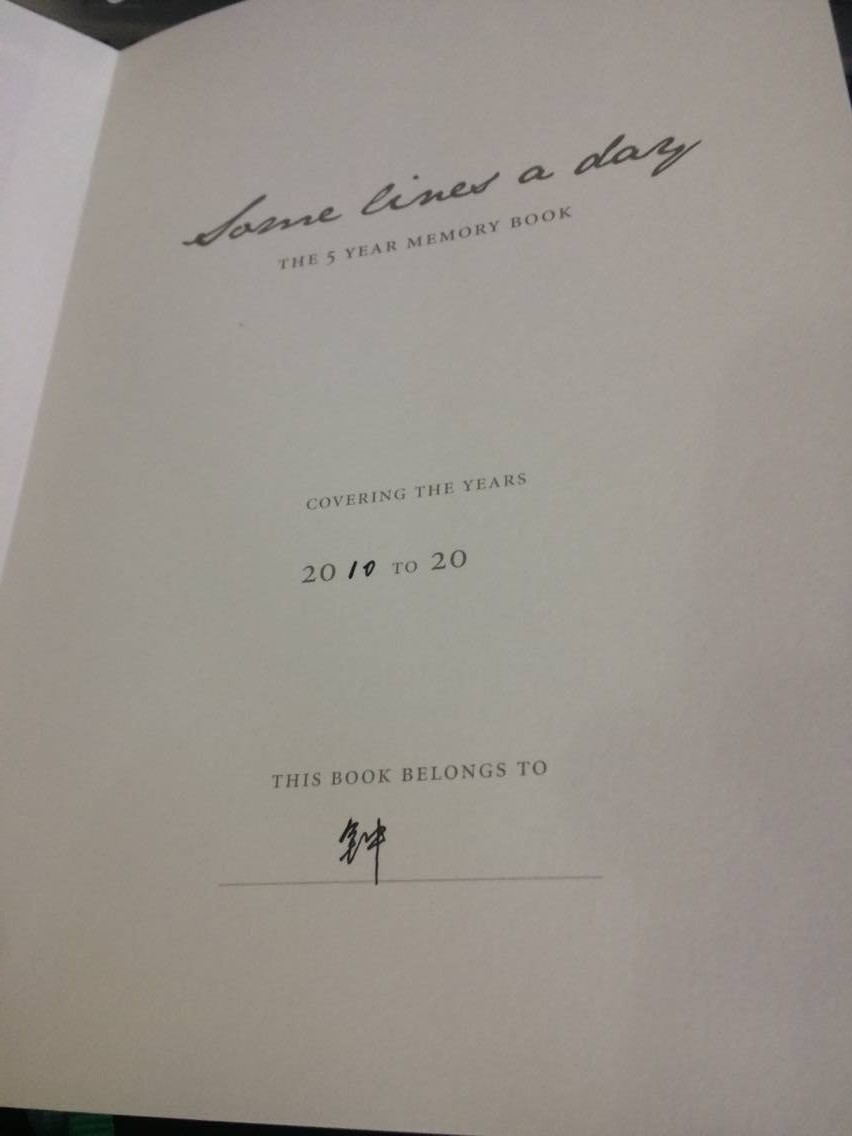 Some lines a day
THE 5 YEAR MEMORY BOOK
COVERING THE YEARS
2010 TO 20
THIS BOOK BELONGS TO
钟